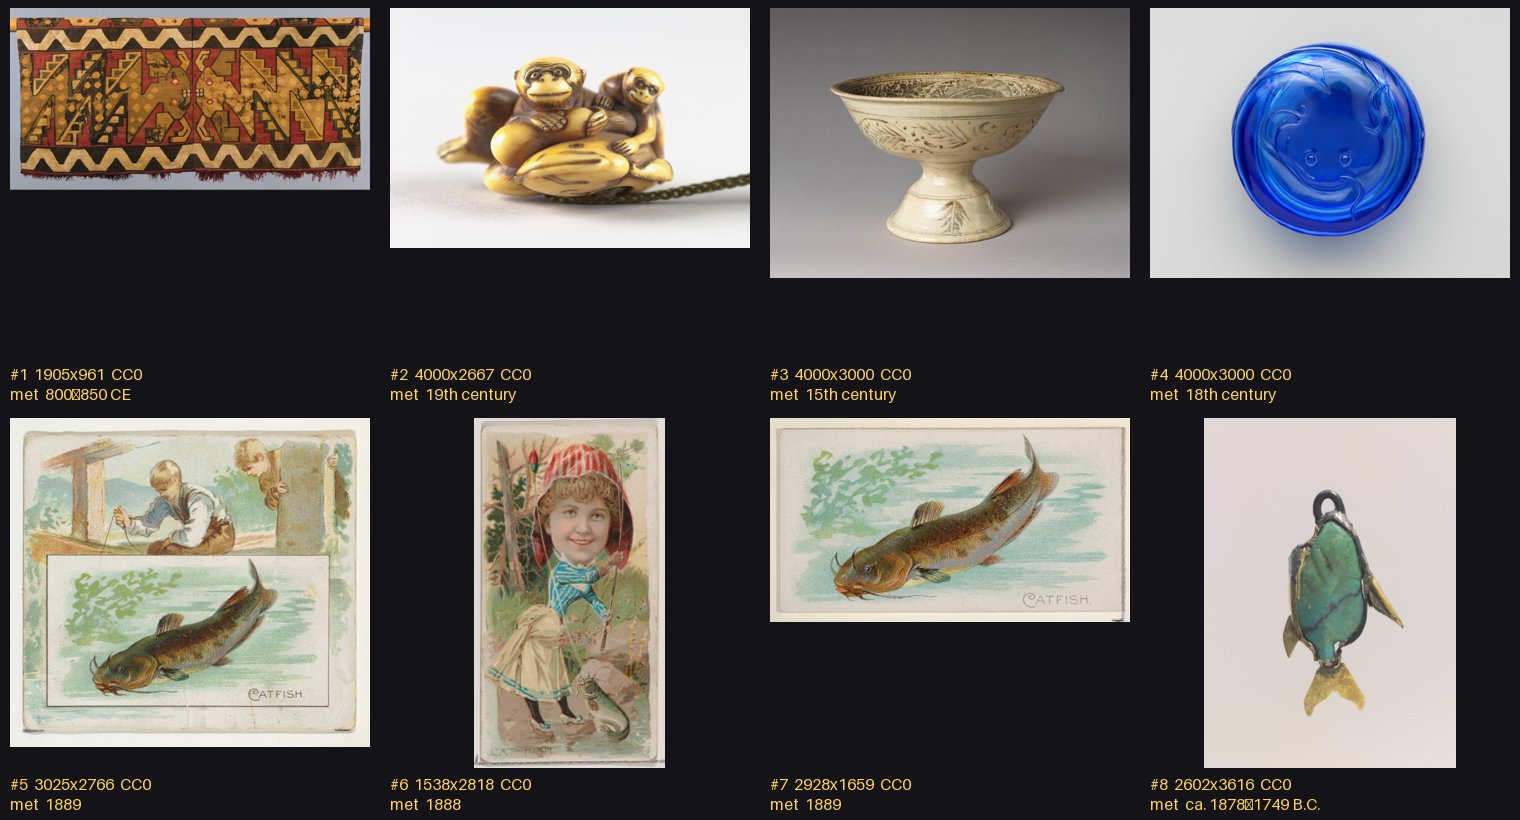 #1 1905x961 CC0
met 800□850 CE
#2 4000x2667 CC0
met 19th century
#3 4000x3000 CC0
met 15th century
#4 4000x3000 CC0
met 18th century
CATFISH.
#5 3025x2766 CC0
met 1889
CATFISH.
#6 1538x2818 CC0
met 1888
CATFISH.
#7 2928x1659 CC0
met 1889
#8 2602x3616 CC0
met ca. 1878□1749 B.C.